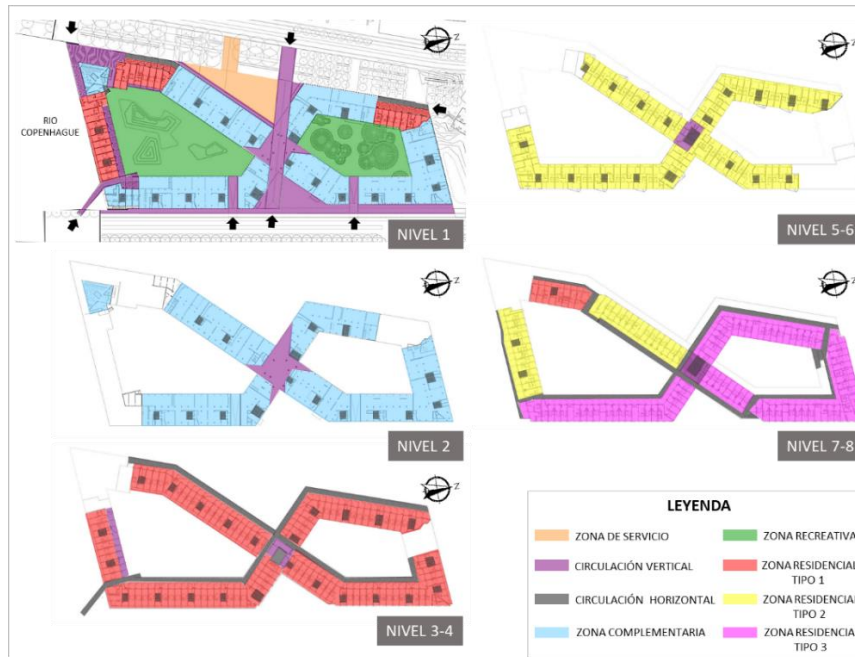 RIO
COPENHAGUE
Z
NIVEL 1
Z
NIVEL 5-6
Z
NIVEL 2
Z
NIVEL 7-8
Z
NIVEL 3-4
LEYENDA
ZONA DE SERVICIO
ZONA RECREATIVA
CIRCULACIÓN VERTICAL
ZONA RESIDENCIAL
TIPO 1
CIRCULACIÓN HORIZONTAL
ZONA RESIDENCIAL
TIPO 2
ZONA COMPLEMENTARIA
ZONA RESIDENCIAL
TIPO 3